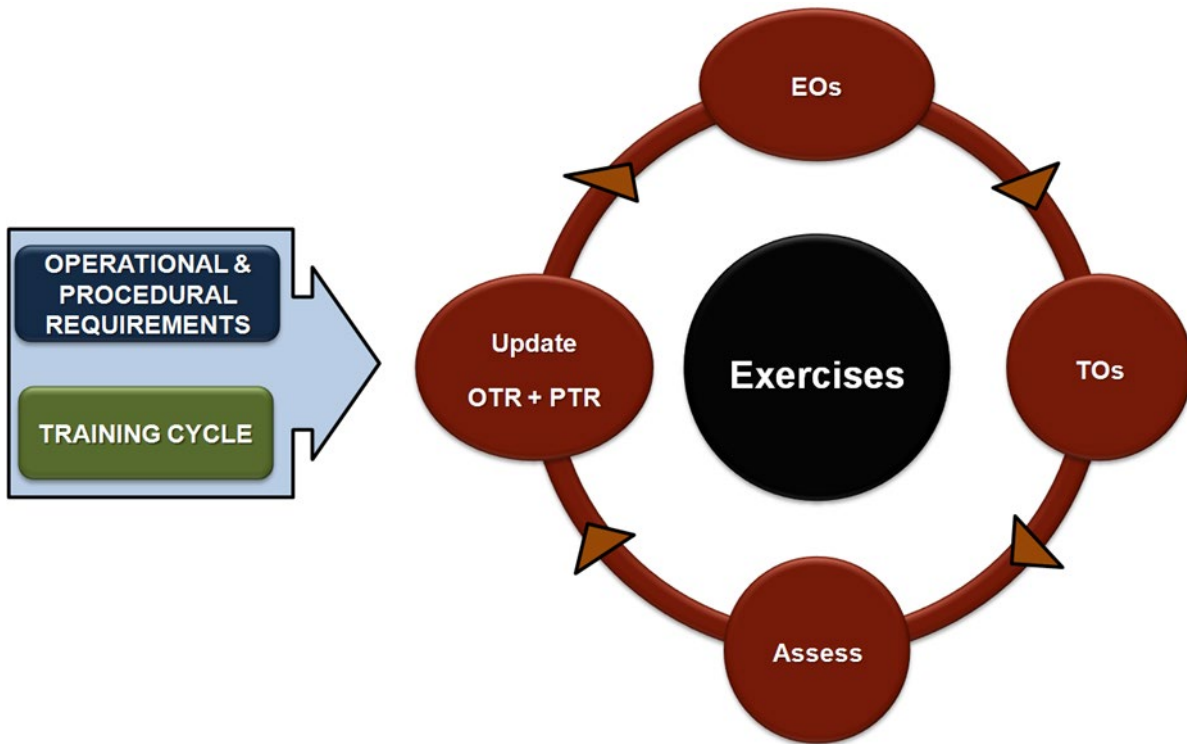 OPERATIONAL &
PROCEDURAL
REQUIREMENTS
TRAINING CYCLE
EOs
Update
OTR + PTR
Exercises
TOs
Assess